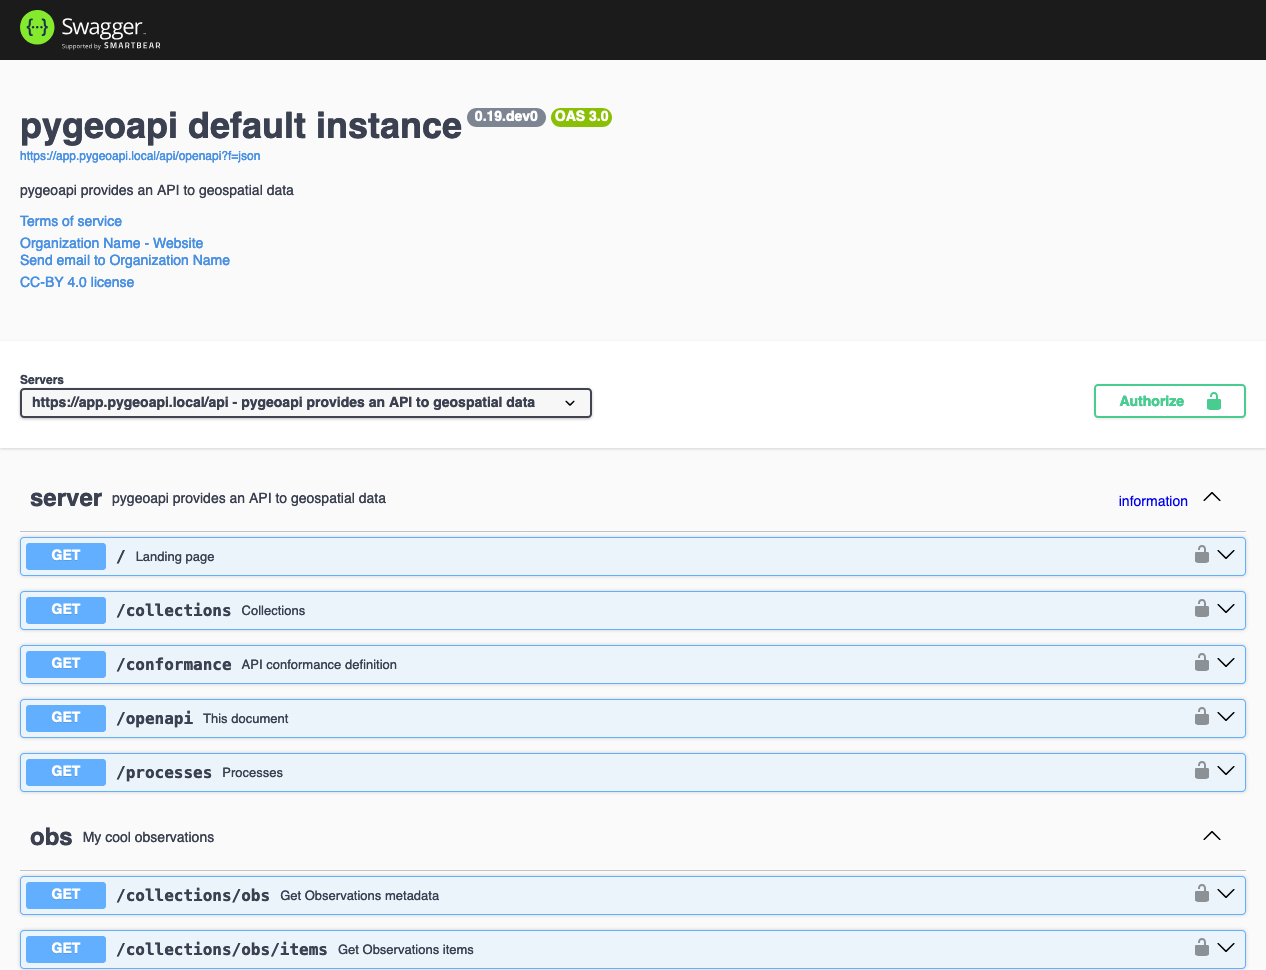 Swagger
Supported by SMARTBEAR
pygeoapi default instance 0.19.dev0 OAS 3.0
https://app.pygeoapi.local/api/openapi?f=json
pygeoapi provides an API to geospatial data
Terms of service
Organization Name - Website
Send email to Organization Name
CC-BY 4.0 license
Servers
https://app.pygeoapi.local/api - pygeoapi provides an API to geospatial data
Authorize
server pygeoapi provides an API to geospatial data information
GET / Landing page
GET /collections Collections
GET /conformance API conformance definition
GET /openapi This document
GET /processes Processes
obs My cool observations
GET /collections/obs Get Observations metadata
GET /collections/obs/items Get Observations items